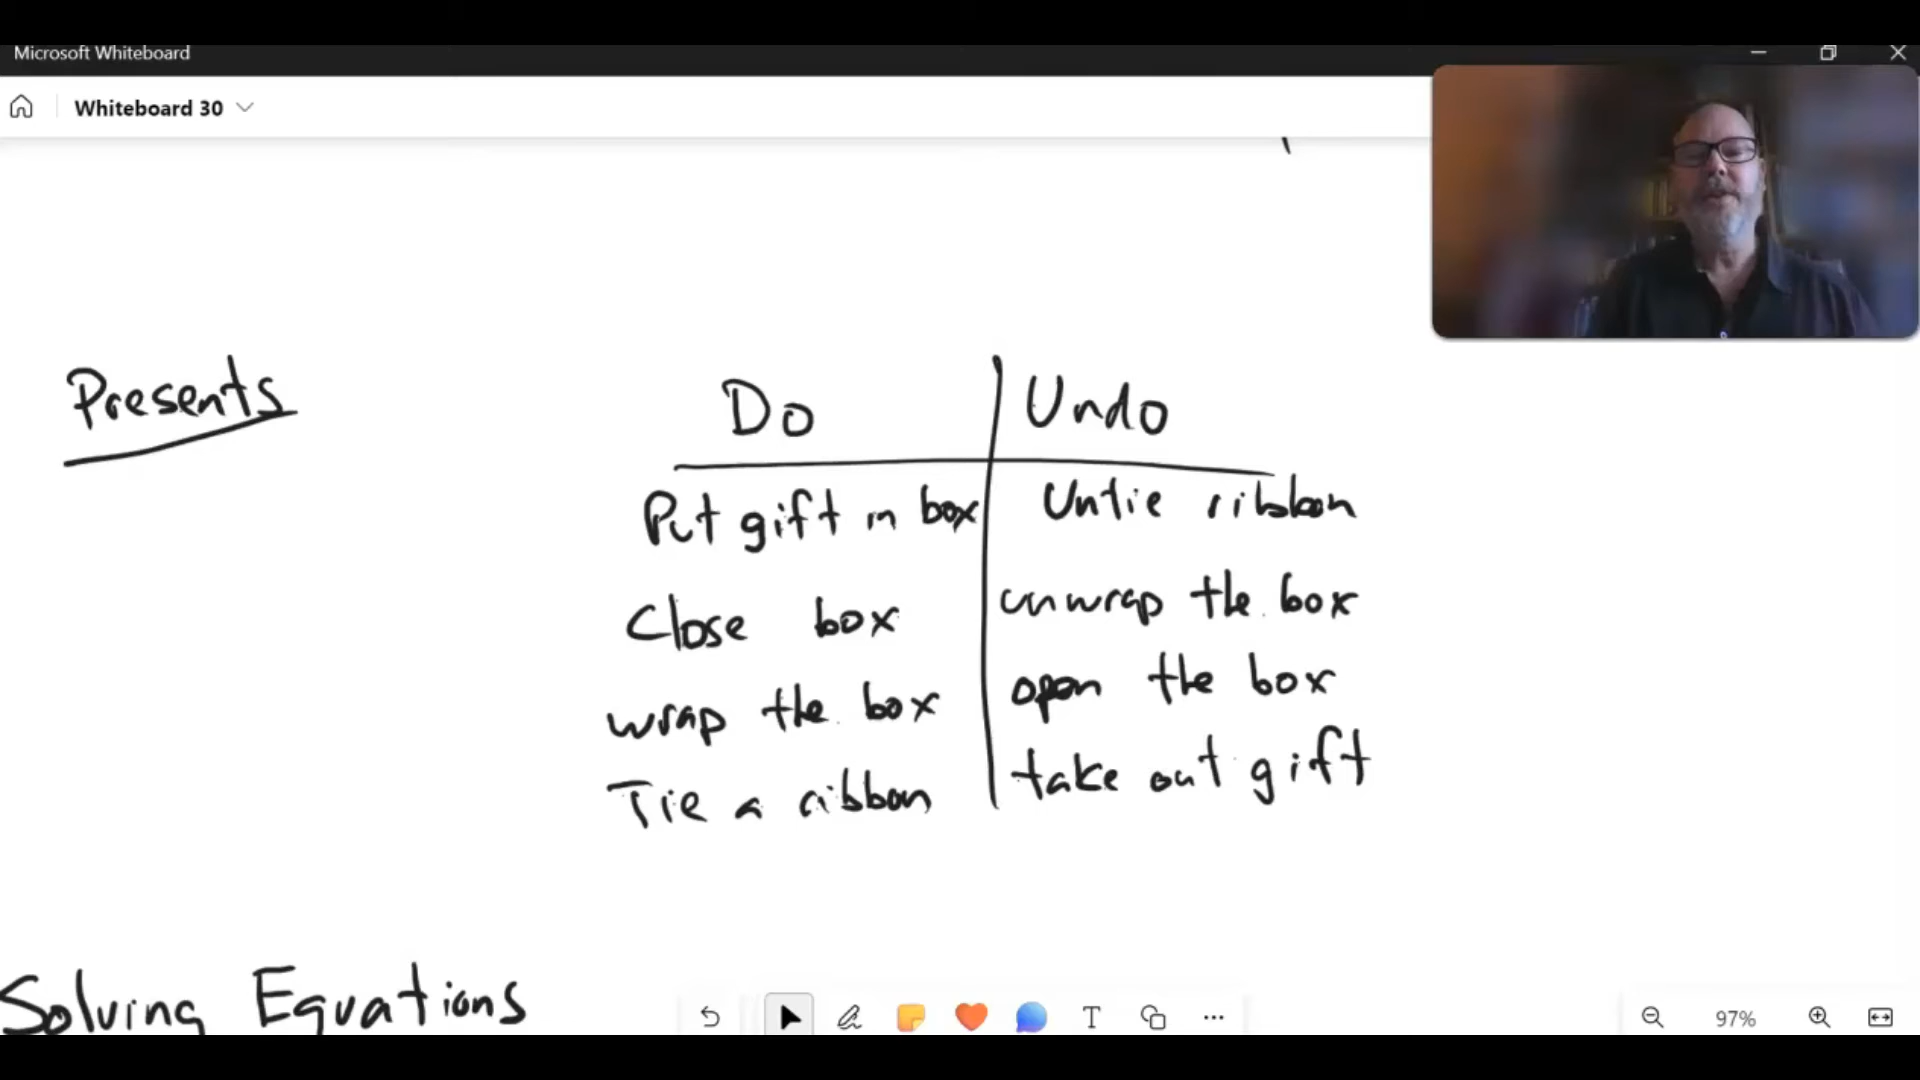 Microsoft Whiteboard
Whiteboard 30
Presents
Do Undo
Put gift in box Untie ribbon
Close box unwrap the box
wrap the box open the box
Tie a ribbon take out gift
Solving Equations
T
97%